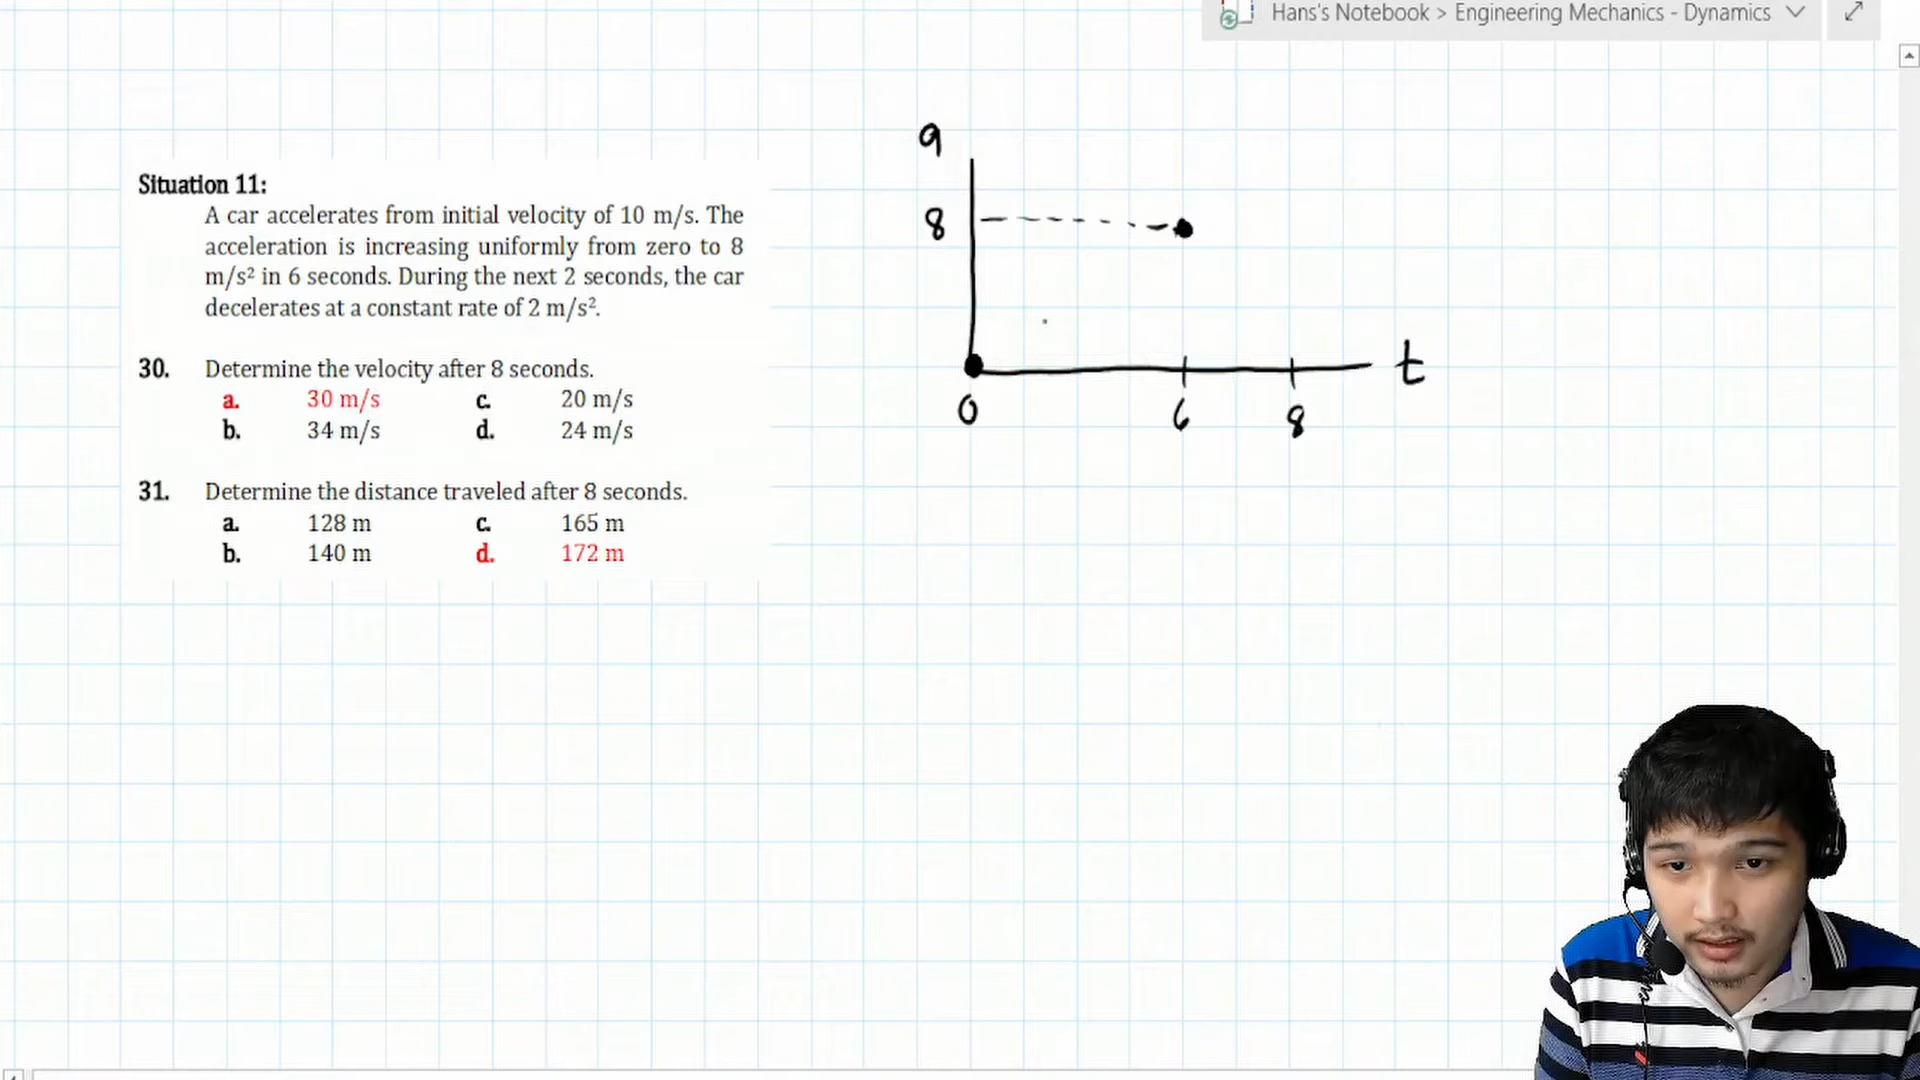 Hans's Notebook > Engineering Mechanics - Dynamics
Situation 11:
A car accelerates from initial velocity of 10 m/s. The
acceleration is increasing uniformly from zero to 8
m/s² in 6 seconds. During the next 2 seconds, the car
decelerates at a constant rate of 2 m/s².
30. Determine the velocity after 8 seconds.
a. 30 m/s c. 20 m/s
b. 34 m/s d. 24 m/s
31. Determine the distance traveled after 8 seconds.
a. 128 m c. 165 m
b. 140 m d. 172 m
a
8
t
0 6 8